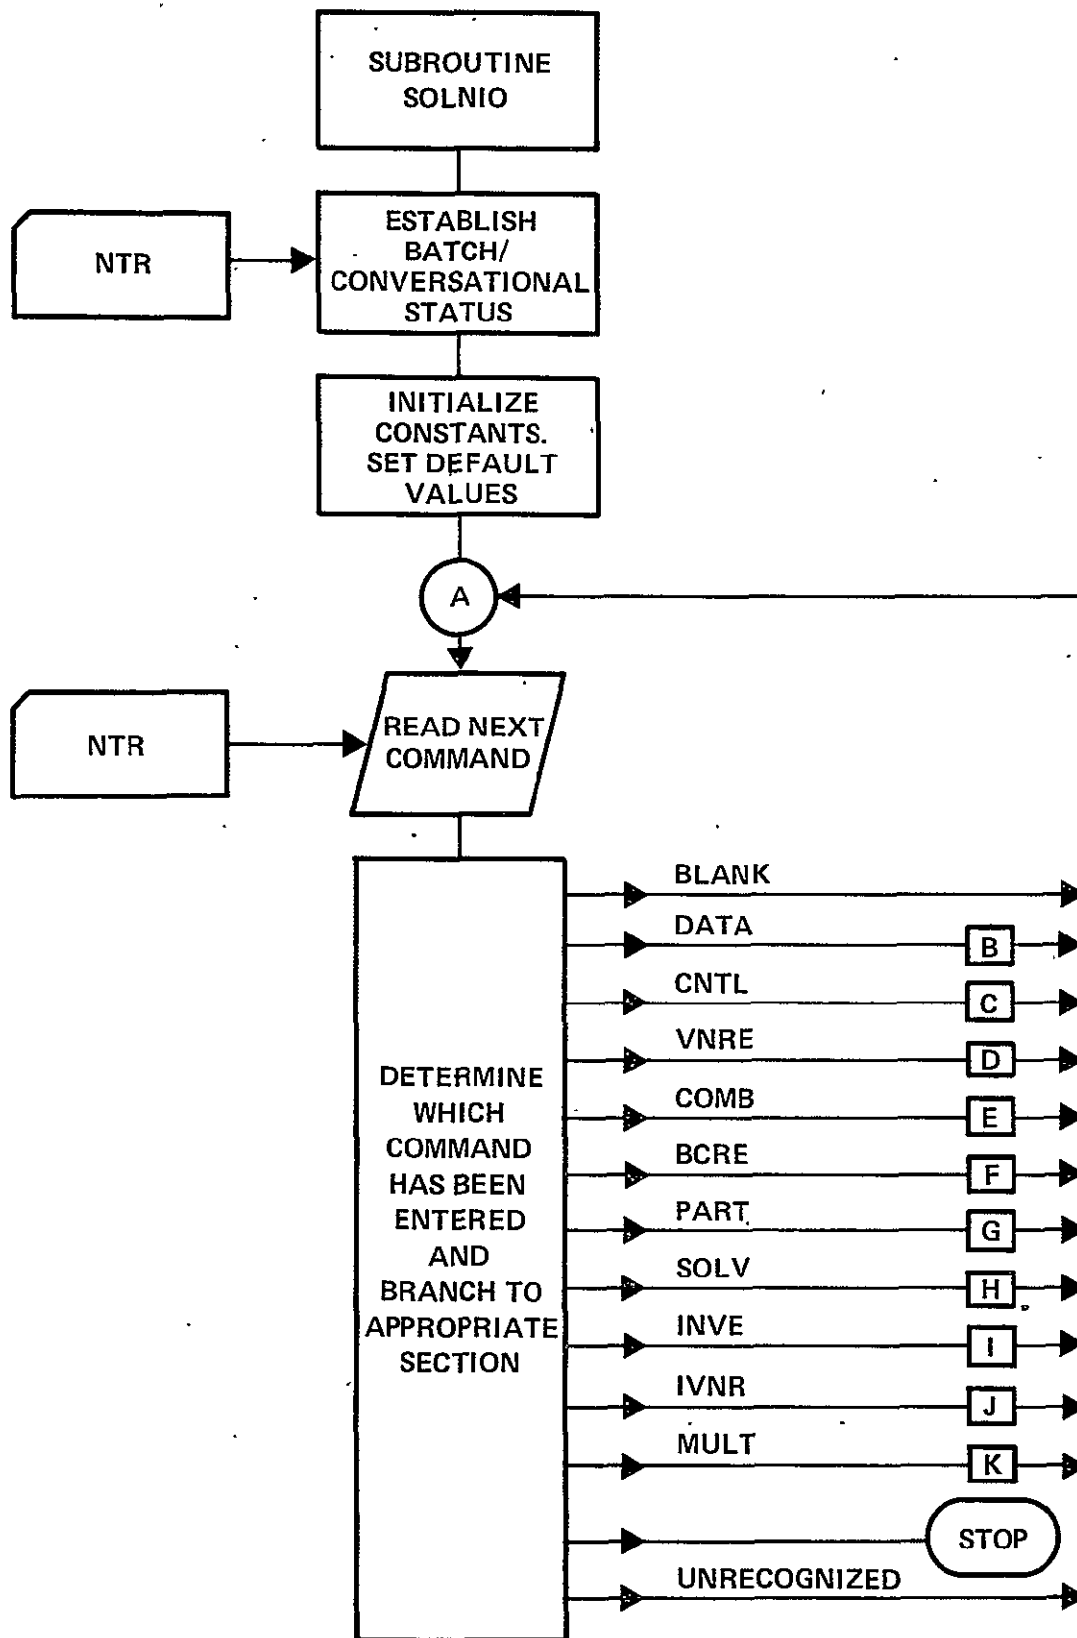 SUBROUTINE
SOLNIO
NTR
ESTABLISH
BATCH/
CONVERSATIONAL
STATUS
INITIALIZE
CONSTANTS.
SET DEFAULT
VALUES
A
NTR
READ NEXT
COMMAND
DETERMINE
WHICH
COMMAND
HAS BEEN
ENTERED
AND
BRANCH TO
APPROPRIATE
SECTION
BLANK
DATA B
CNTL C
VNRE D
COMB E
BCRE F
PART G
SOLV H
INVE I
IVNR J
MULT K
STOP
UNRECOGNIZED